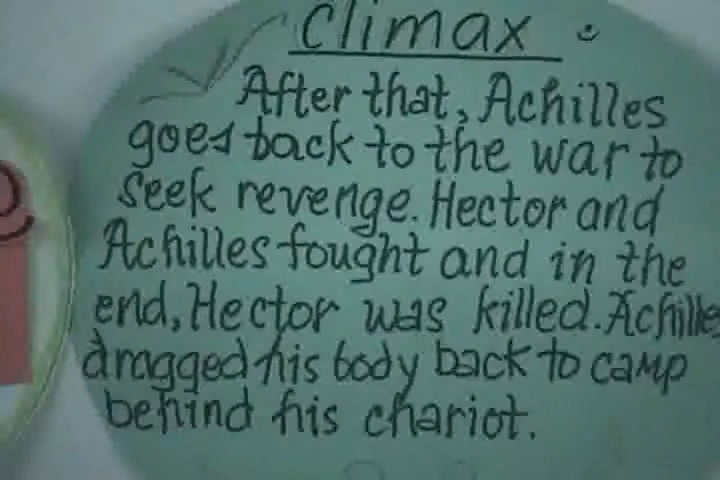 Climax
After that, Achilles
goes back to the war to
seek revenge. Hector and
Achilles fought and in the
end, Hector was killed. Achilles
dragged his body back to camp
behind his chariot.